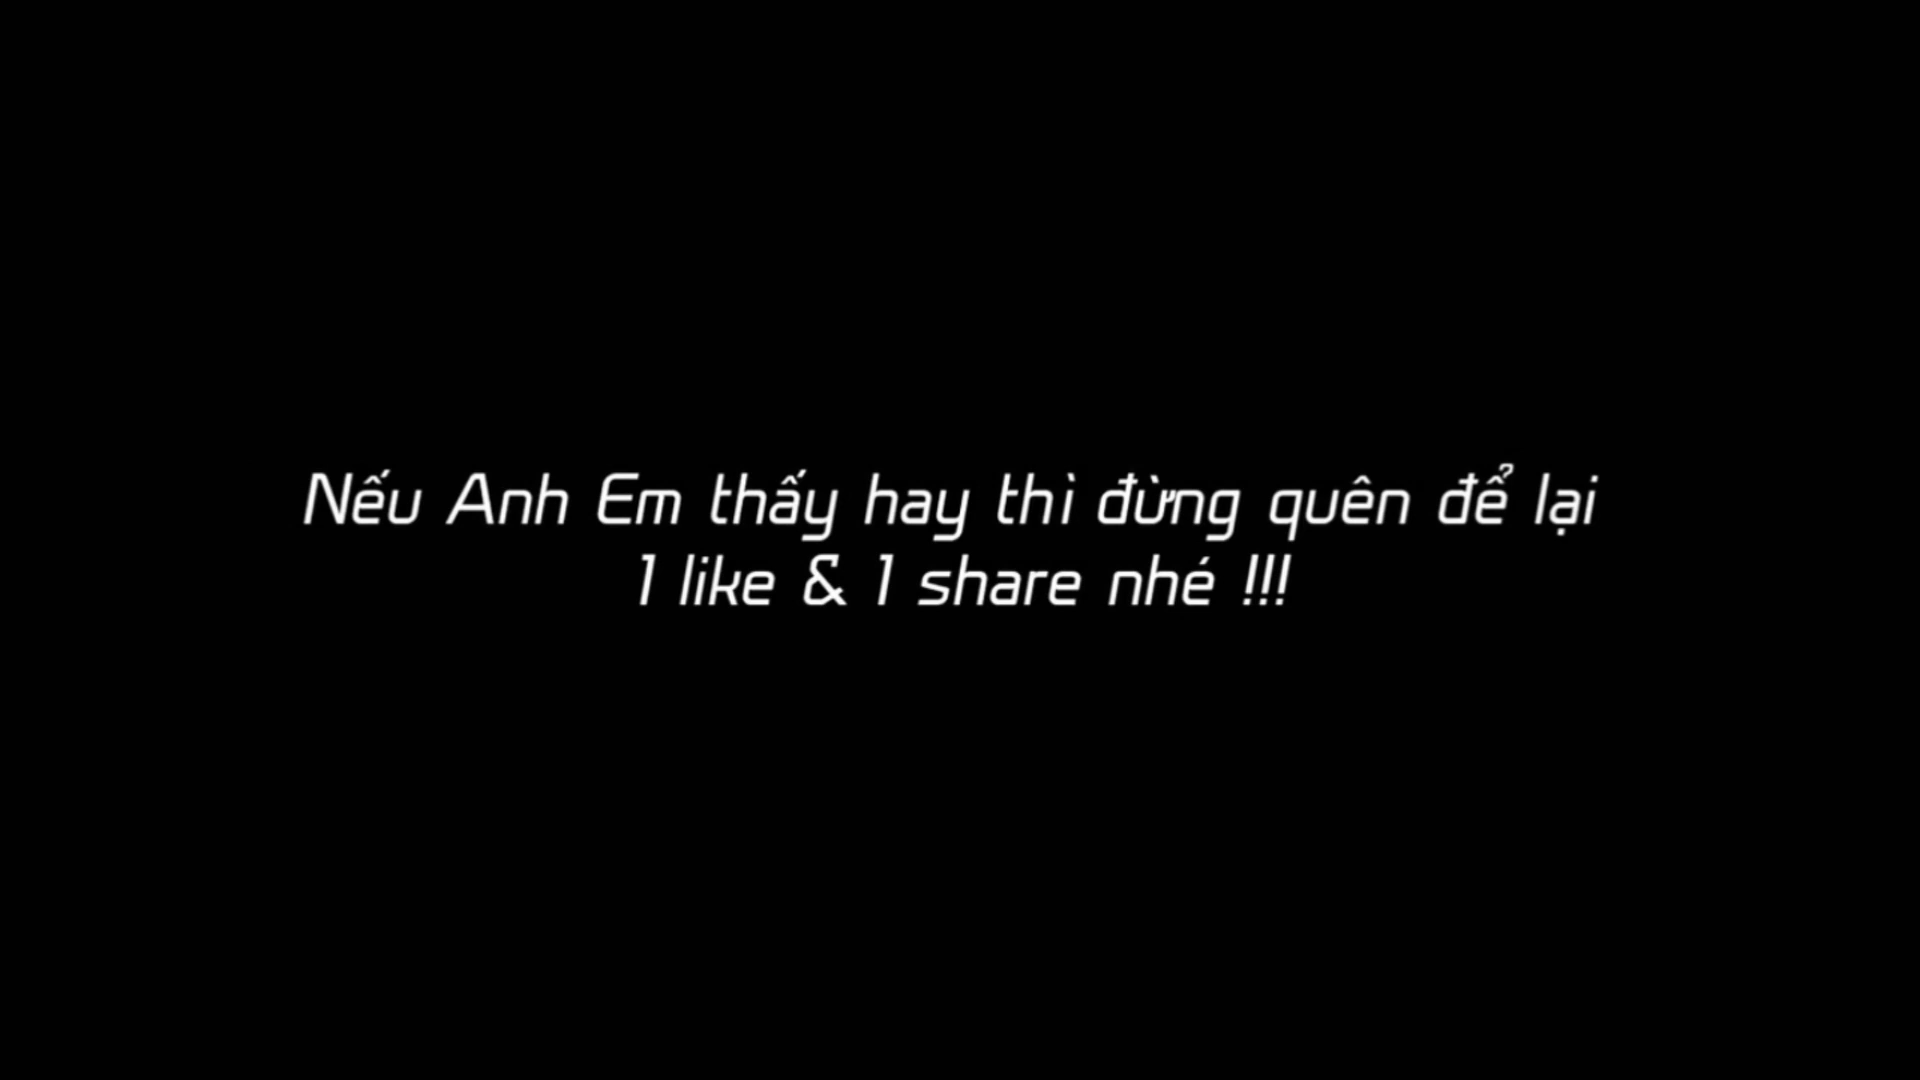 Nếu Anh Em thấy hay thì đừng quên để lại
1 like & 1 share nhé !!!